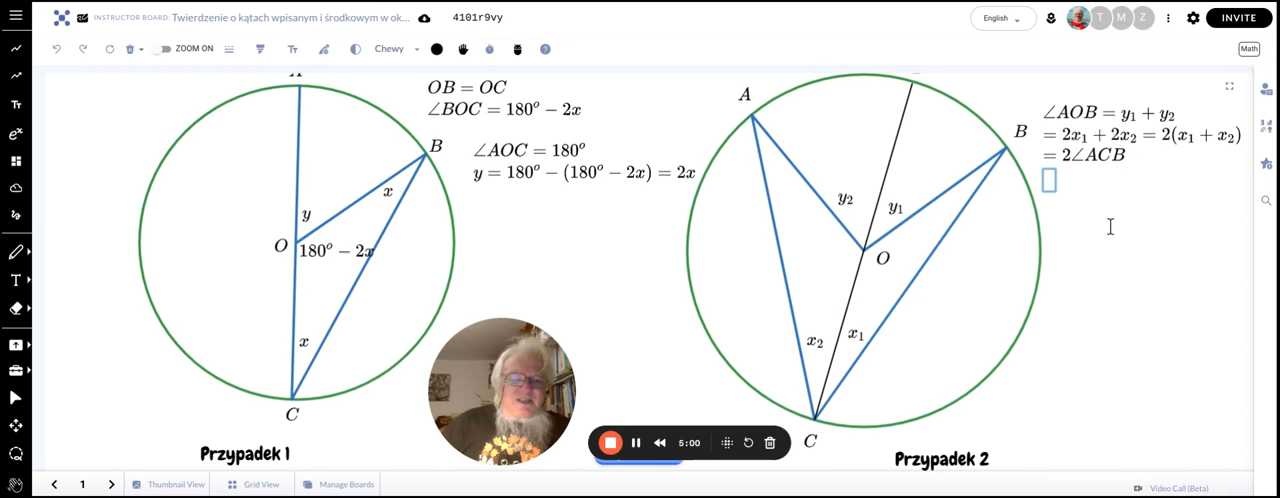 INSTRUCTOR BOARD: Twierdzenie o kątach wpisanym i środkowym w ok...
4101r9vy
English
T M Z
INVITE
ZOOM ON
Chewy
Math
OB = OC
∠BOC = 180° − 2x
∠AOC = 180°
y = 180° − (180° − 2x) = 2x
B
x
y
O
180° − 2x
x
C
Przypadek 1
A
B
y₂
y₁
O
x₂
x₁
C
Przypadek 2
∠AOB = y₁ + y₂
= 2x₁ + 2x₂ = 2(x₁ + x₂)
= 2∠ACB
5:00
1
Thumbnail View
Grid View
Manage Boards
Video Call (Beta)